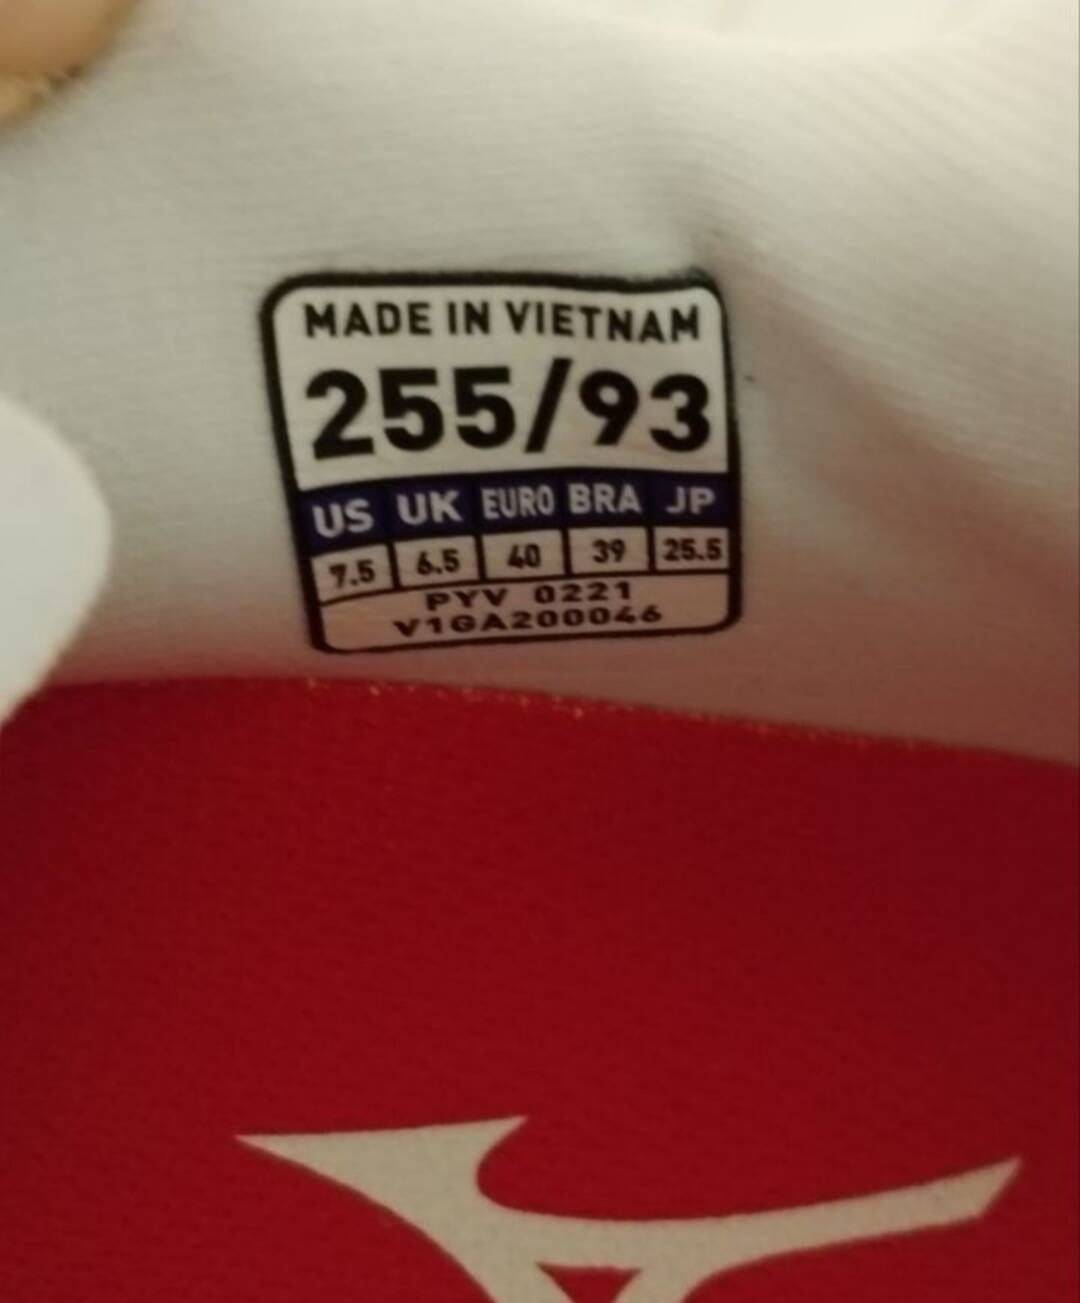 MADE IN VIETNAM
255/93
US UK EURO BRA JP
7.5 6.5 40 39 25.5
PYV 0221
V1GA200046